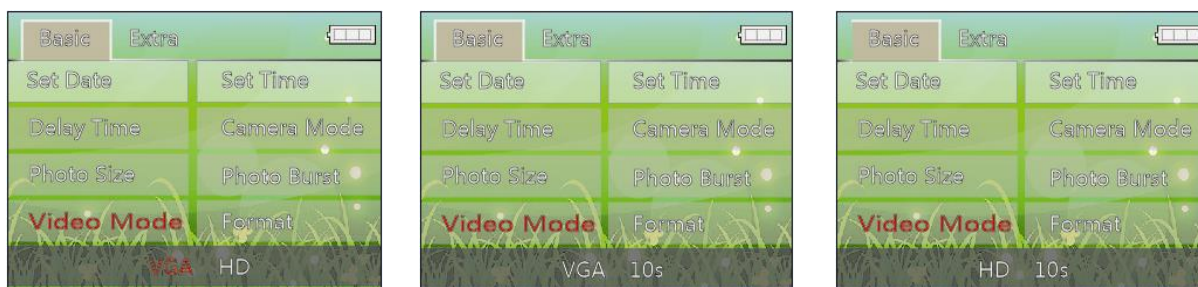 Basic Extra
Set Date Set Time
Delay Time Camera Mode
Photo Size Photo Burst
Video Mode Format
VGA HD
Basic Extra
Set Date Set Time
Delay Time Camera Mode
Photo Size Photo Burst
Video Mode Format
VGA 10s
Basic Extra
Set Date Set Time
Delay Time Camera Mode
Photo Size Photo Burst
Video Mode Format
HD 10s